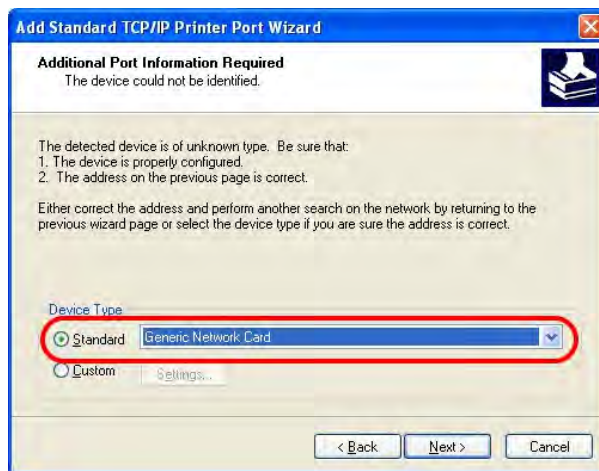 Add Standard TCP/IP Printer Port Wizard
Additional Port Information Required
The device could not be identified.
The detected device is of unknown type. Be sure that:
1. The device is properly configured.
2. The address on the previous page is correct.
Either correct the address and perform another search on the network by returning to the
previous wizard page or select the device type if you are sure the address is correct.
Device Type
Standard Generic Network Card
Custom Settings...
< Back Next > Cancel